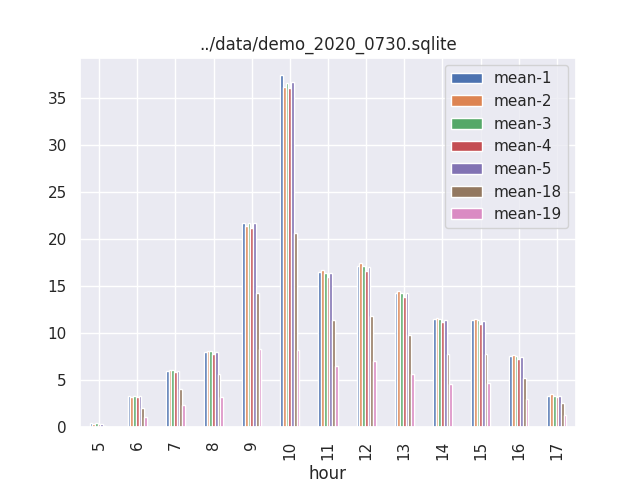 ../data/demo_2020_0730.sqlite
mean-1
mean-2
mean-3
mean-4
mean-5
mean-18
mean-19
35
30
25
20
15
10
5
0
5 6 7 8 9 10 11 12 13 14 15 16 17
hour